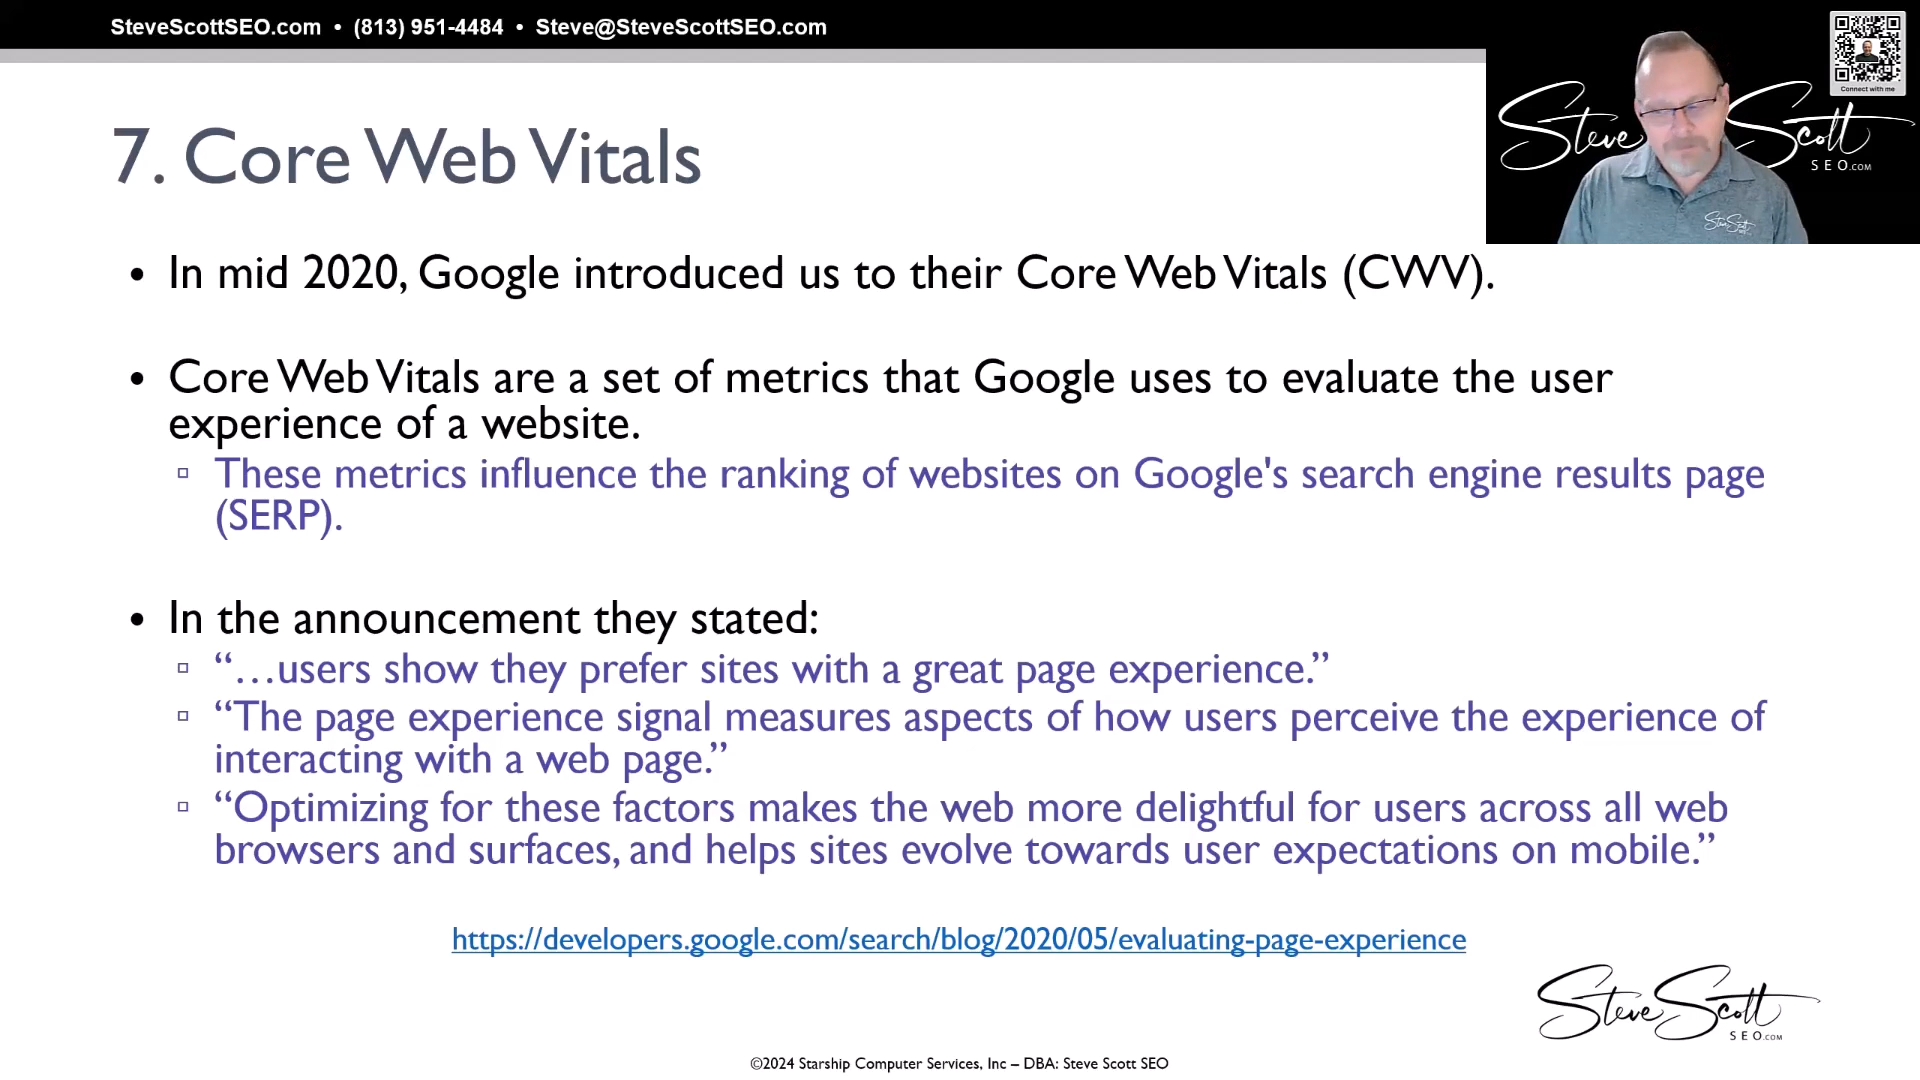 SteveScottSEO.com • (813) 951-4484 • Steve@SteveScottSEO.com
Connect with me
Steve Scott
SEO.COM
Steve Scott
7. Core Web Vitals
• In mid 2020, Google introduced us to their Core Web Vitals (CWV).
• Core Web Vitals are a set of metrics that Google uses to evaluate the user
experience of a website.
▫ These metrics influence the ranking of websites on Google's search engine results page
(SERP).
• In the announcement they stated:
▫ “…users show they prefer sites with a great page experience.”
▫ “The page experience signal measures aspects of how users perceive the experience of
interacting with a web page.”
▫ “Optimizing for these factors makes the web more delightful for users across all web
browsers and surfaces, and helps sites evolve towards user expectations on mobile.”
https://developers.google.com/search/blog/2020/05/evaluating-page-experience
Steve Scott
SEO.COM
©2024 Starship Computer Services, Inc – DBA: Steve Scott SEO